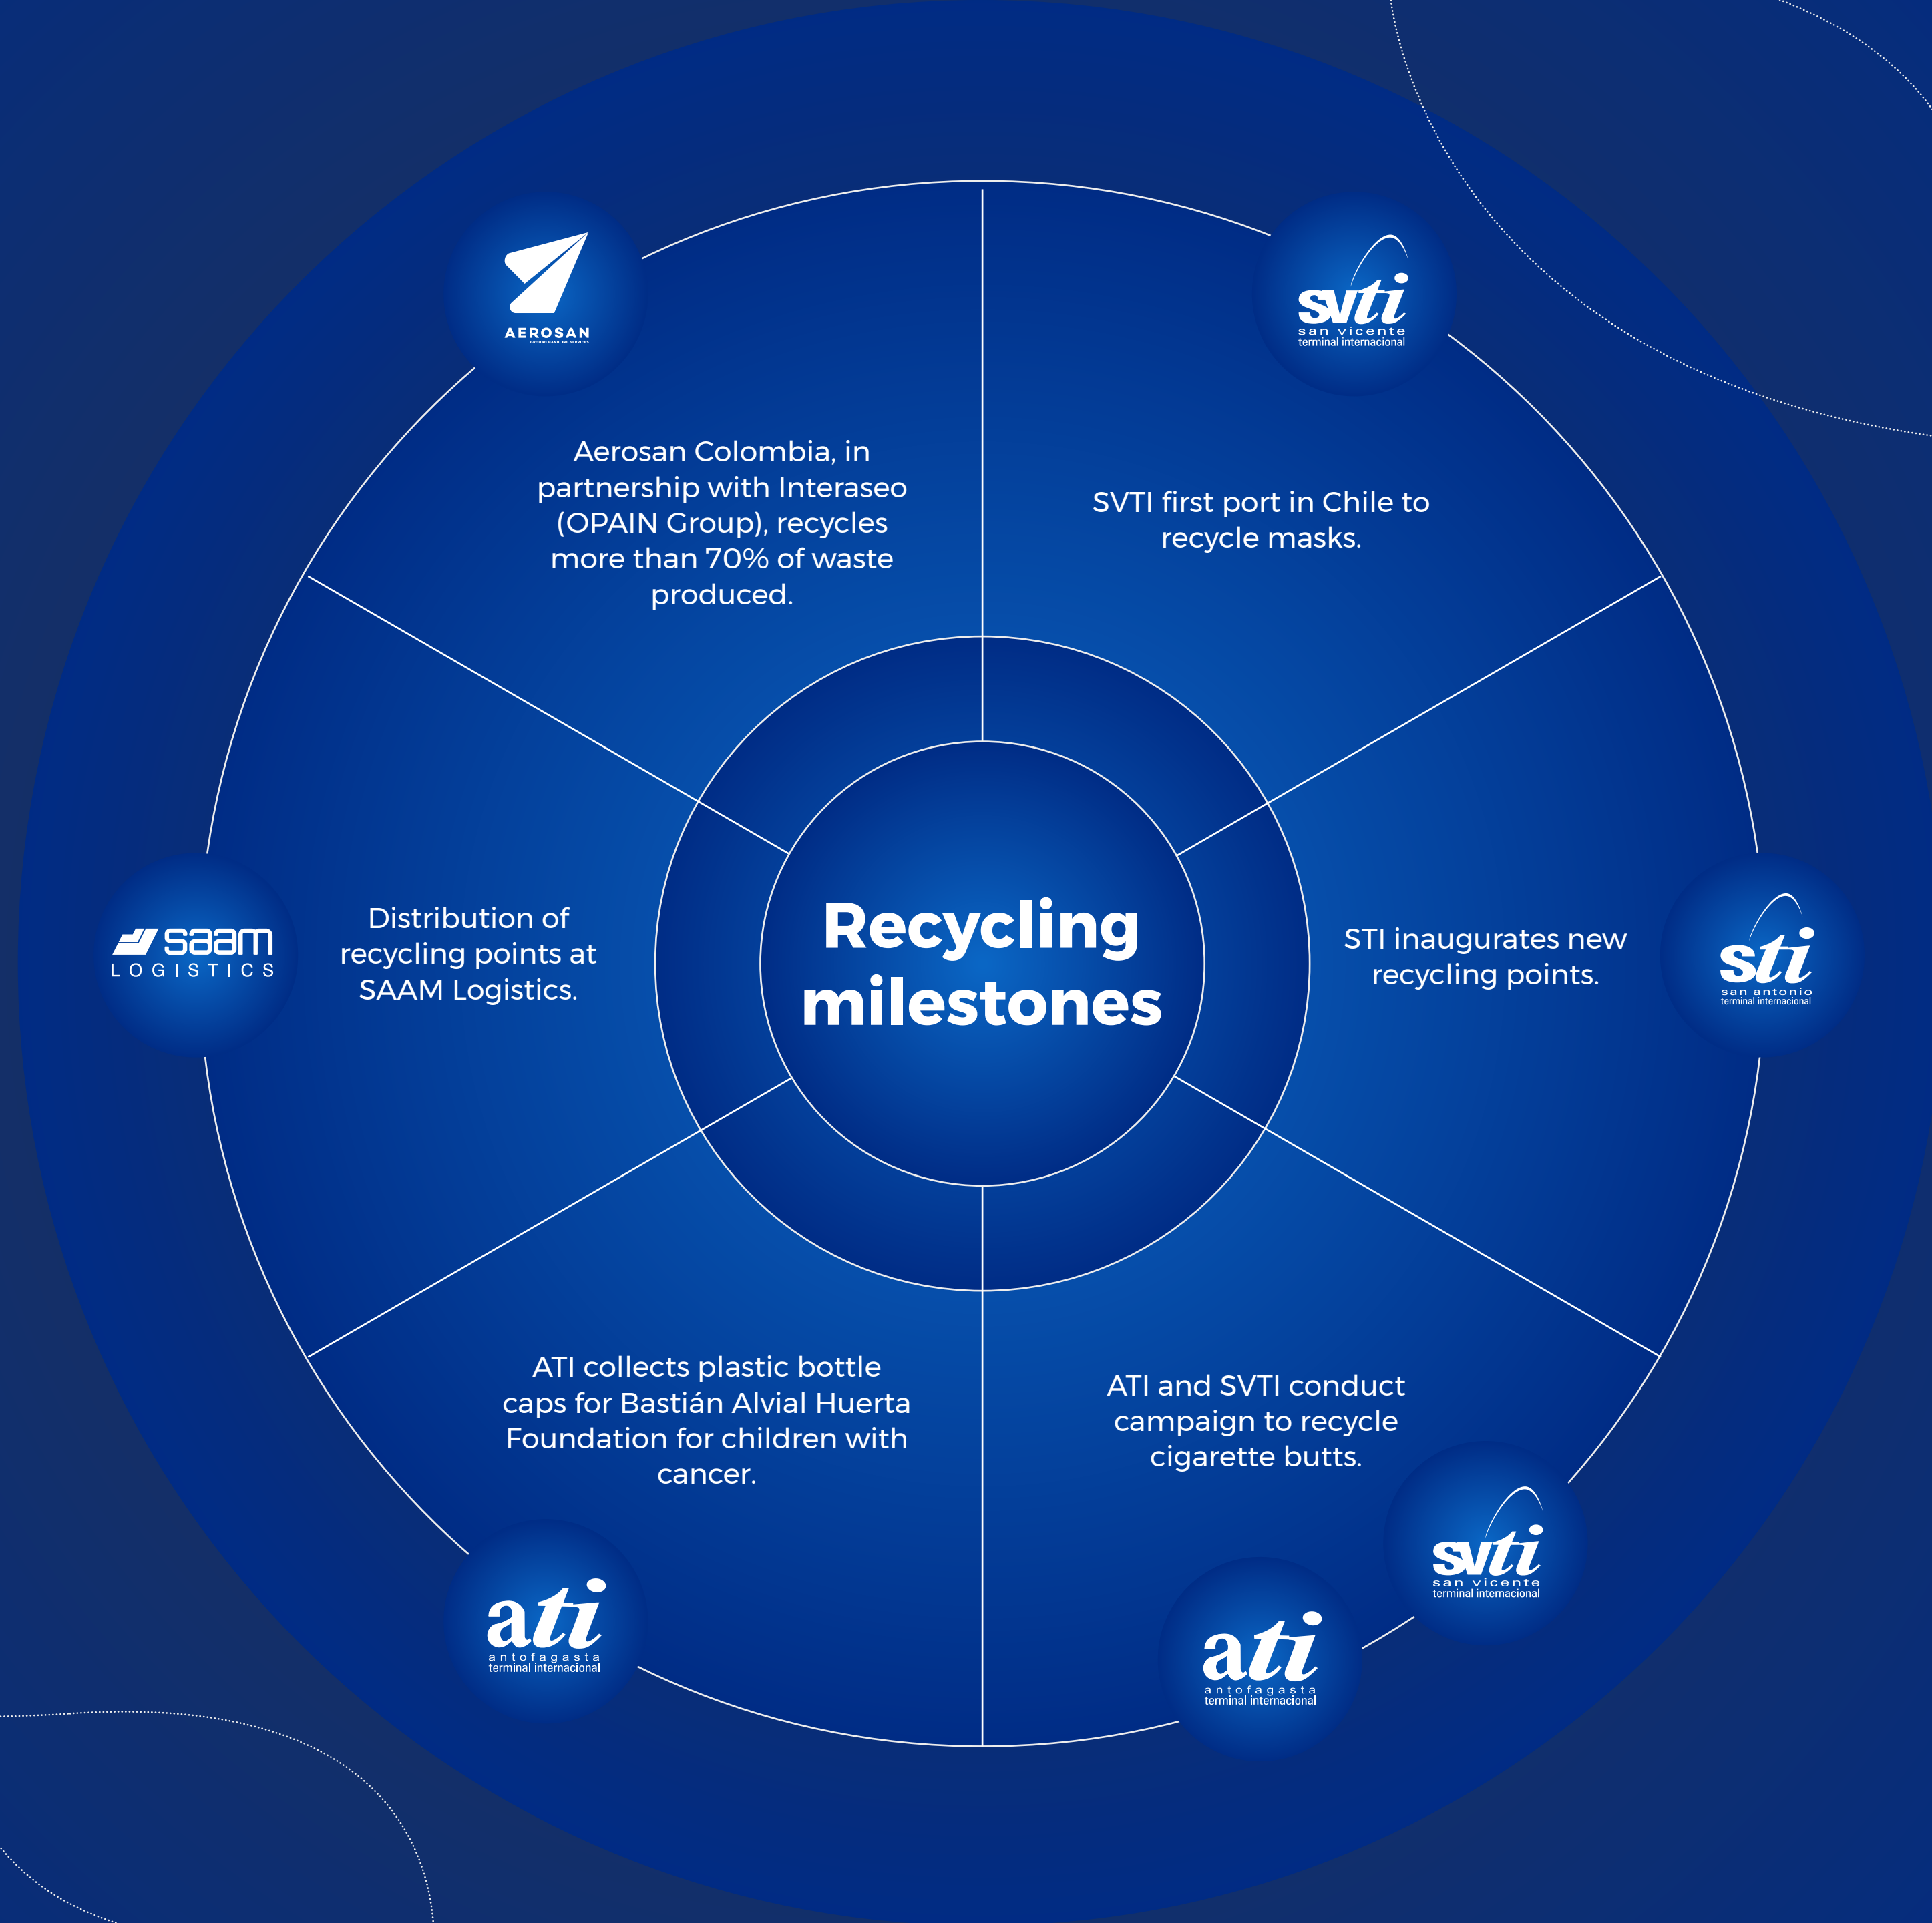 AEROSAN
GROUND HANDLING SERVICES
Aerosan Colombia, in
partnership with Interaseo
(OPAIN Group), recycles
more than 70% of waste
produced.
svti
san vicente
terminal internacional
SVTI first port in Chile to
recycle masks.
saam
LOGISTICS
Distribution of
recycling points at
SAAM Logistics.
Recycling
milestones
STI inaugurates new
recycling points.
sti
san antonio
terminal internacional
ATI collects plastic bottle
caps for Bastián Alvial Huerta
Foundation for children with
cancer.
ati
antofagasta
terminal internacional
ATI and SVTI conduct
campaign to recycle
cigarette butts.
svti
san vicente
terminal internacional
ati
antofagasta
terminal internacional